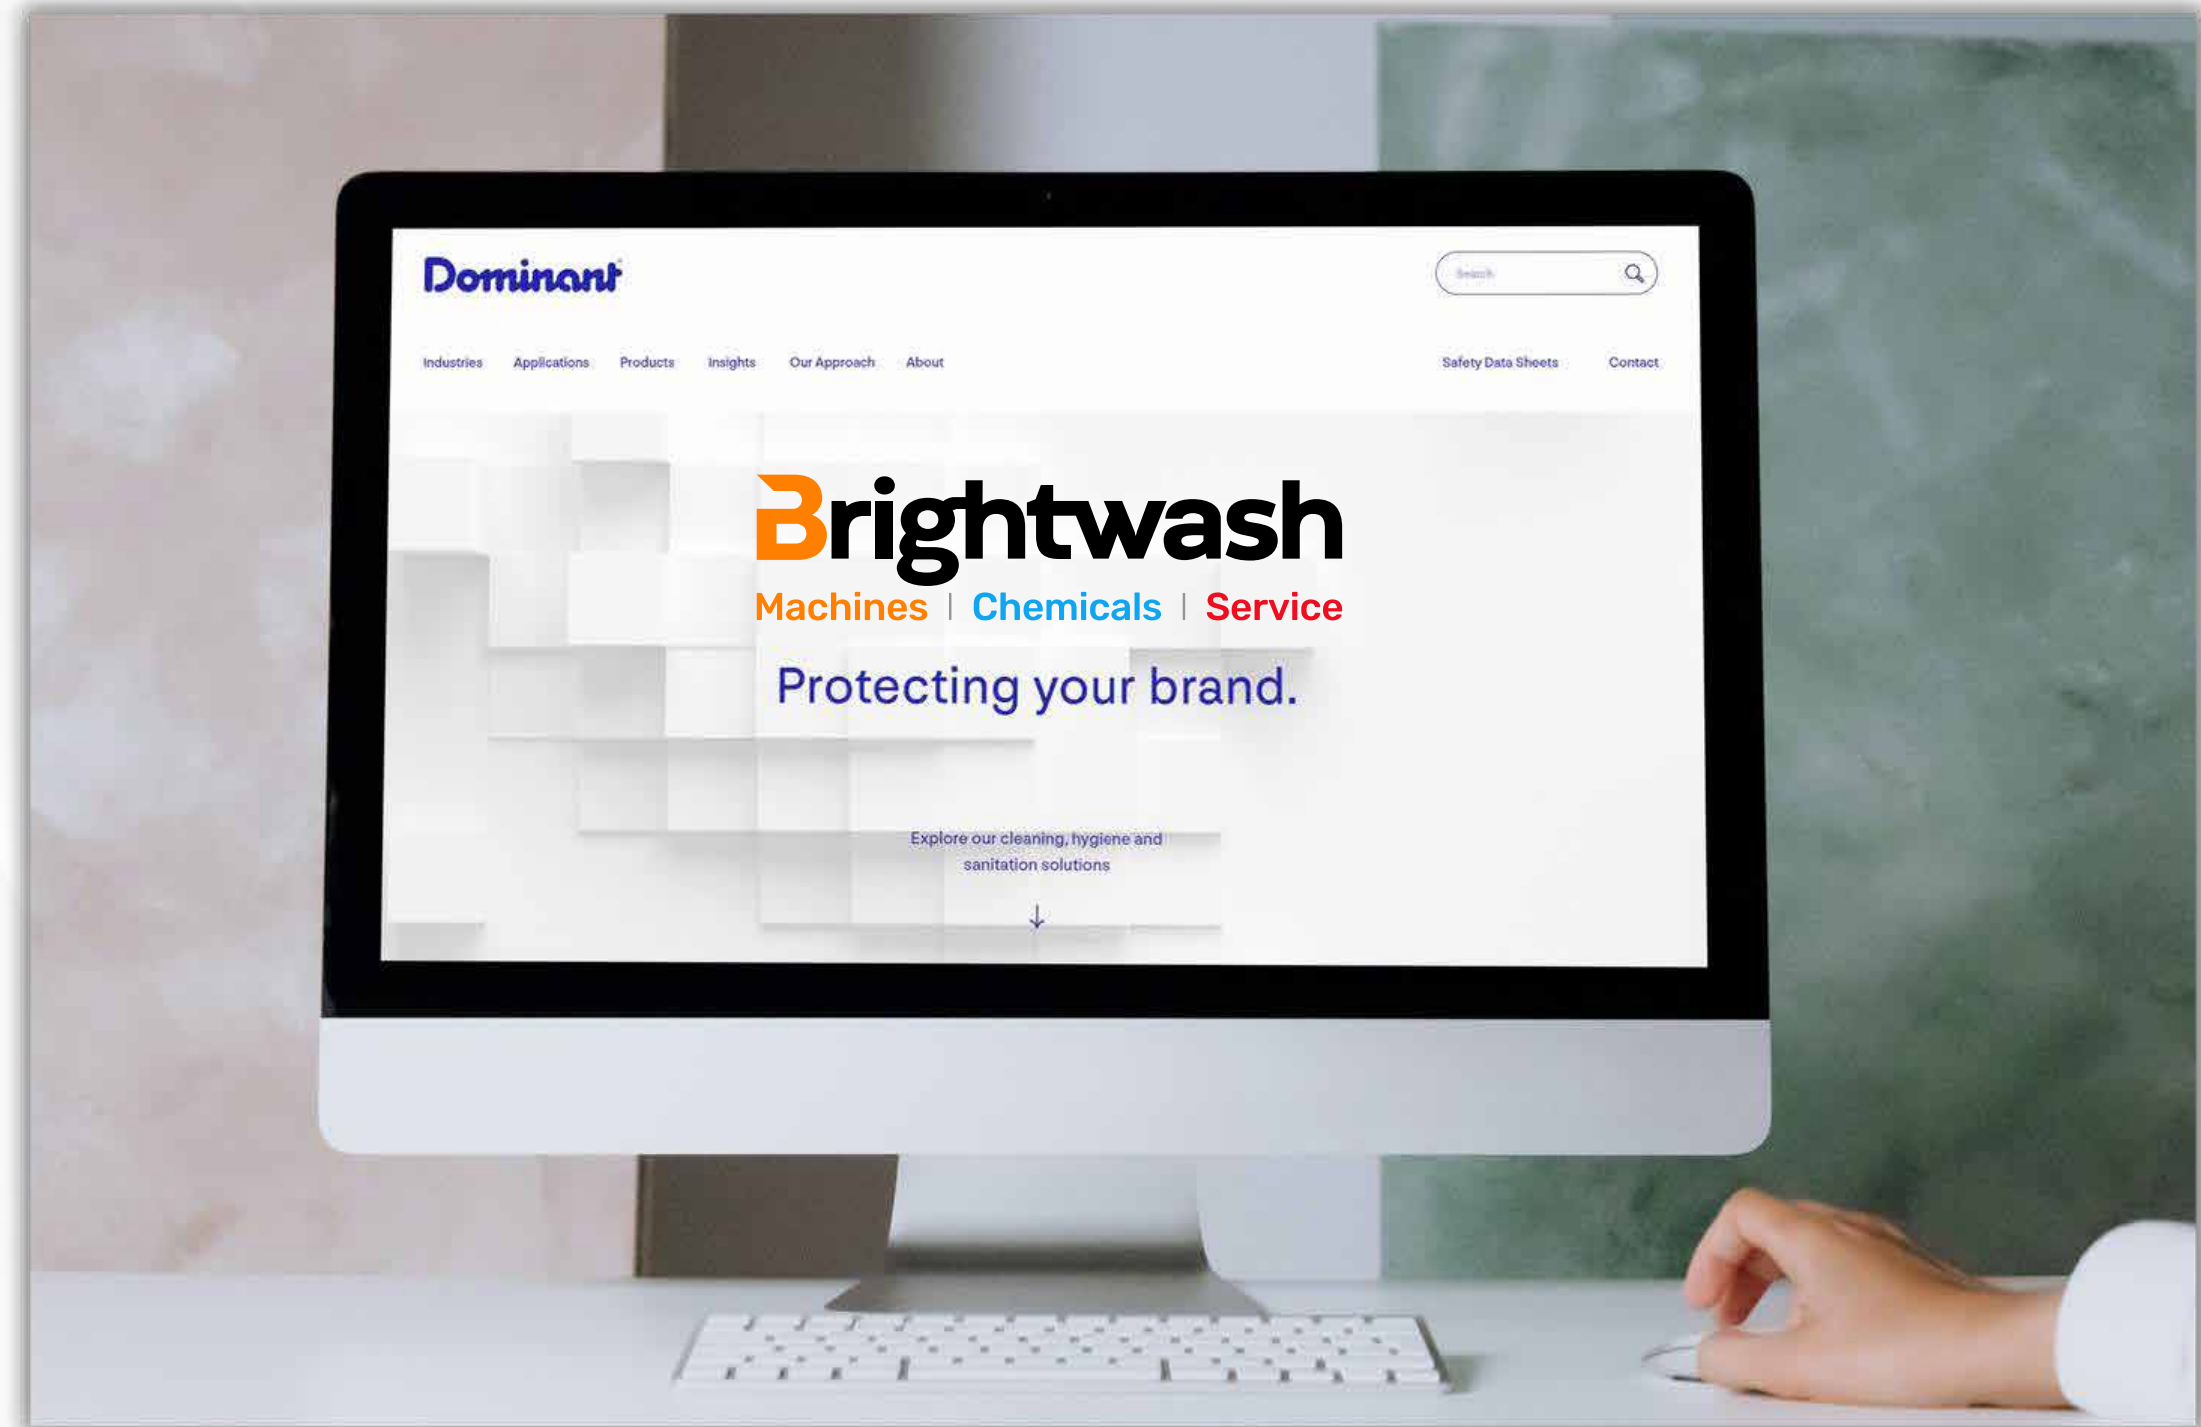 Dominant
Search
Industries Applications Products Insights Our Approach About Safety Data Sheets Contact
Brightwash
Machines | Chemicals | Service
Protecting your brand.
Explore our cleaning, hygiene and
sanitation solutions